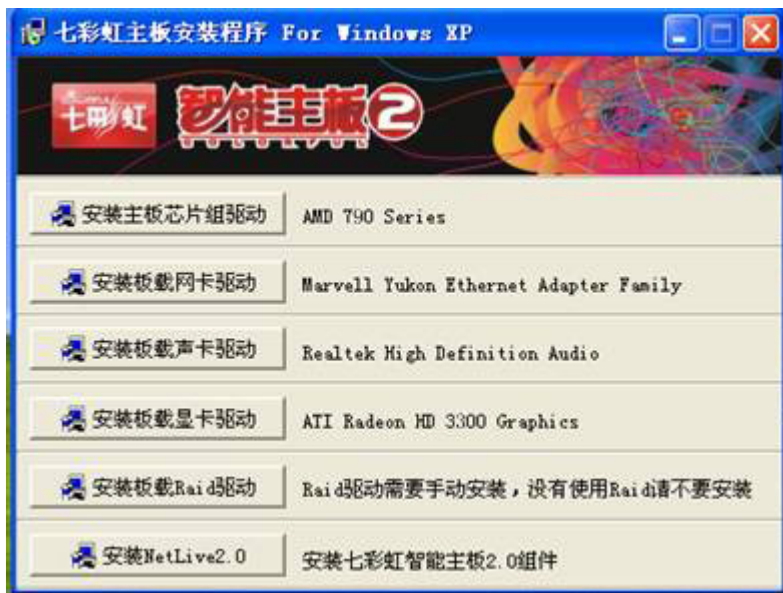 七彩虹主板安装程序 For Windows XP
七彩虹 智能主板2
安装主板芯片组驱动 AMD 790 Series
安装板载网卡驱动 Marvell Yukon Ethernet Adapter Family
安装板载声卡驱动 Realtek High Definition Audio
安装板载显卡驱动 ATI Radeon HD 3300 Graphics
安装板载Raid驱动 Raid驱动需要手动安装，没有使用Raid请不要安装
安装NetLive2.0 安装七彩虹智能主板2.0组件